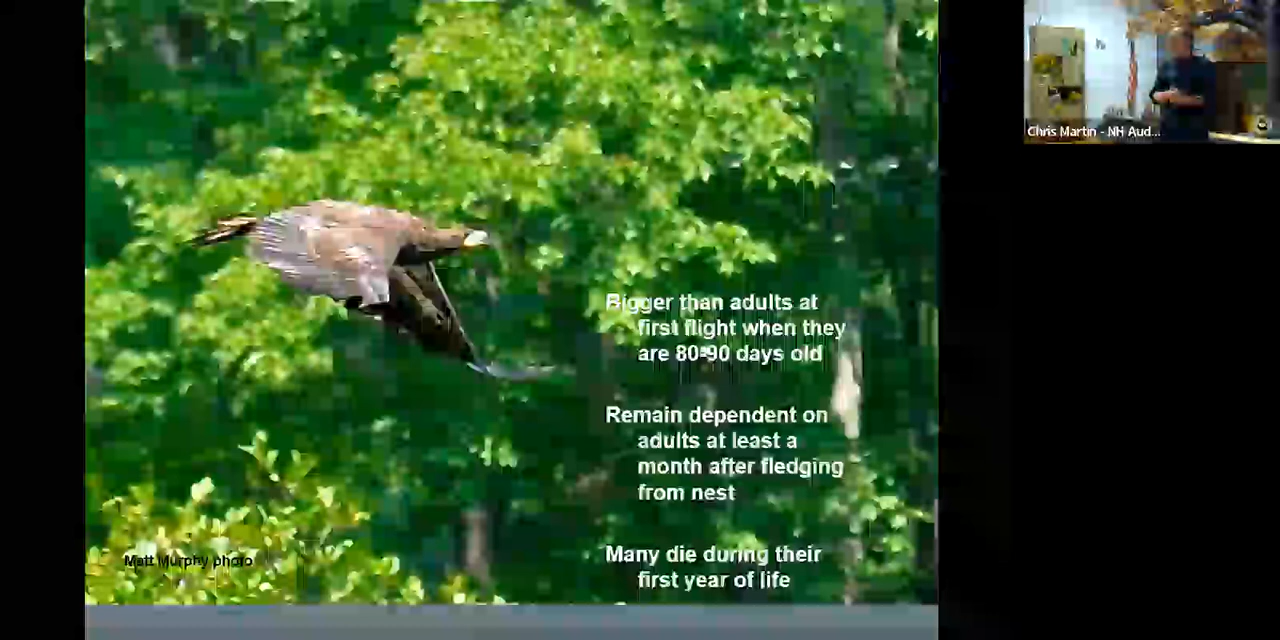 Chris Martin - NH Aud...
Bigger than adults at
first flight when they
are 80-90 days old
Remain dependent on
adults at least a
month after fledging
from nest
Many die during their
first year of life
Matt Murphy photo